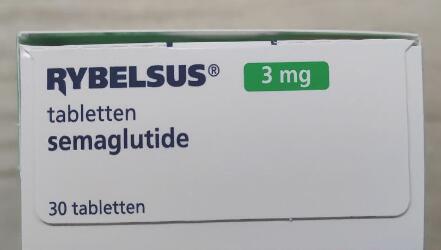 RYBELSUS® 3 mg
tabletten
semaglutide
30 tabletten